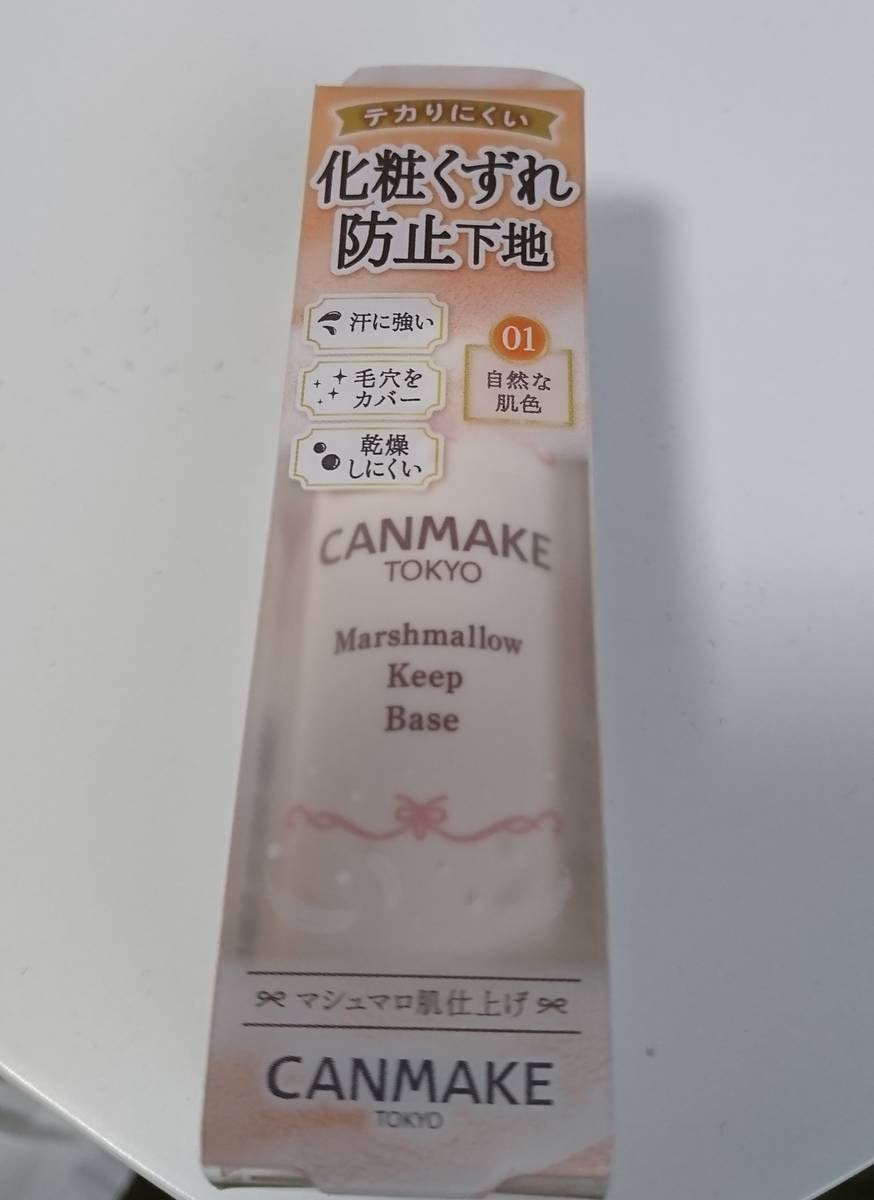 テカりにくい
化粧くずれ
防止下地
汗に強い
毛穴を
カバー
乾燥
しにくい
01
自然な
肌色
CANMAKE
TOKYO
Marshmallow
Keep
Base
マシュマロ肌仕上げ
CANMAKE
TOKYO